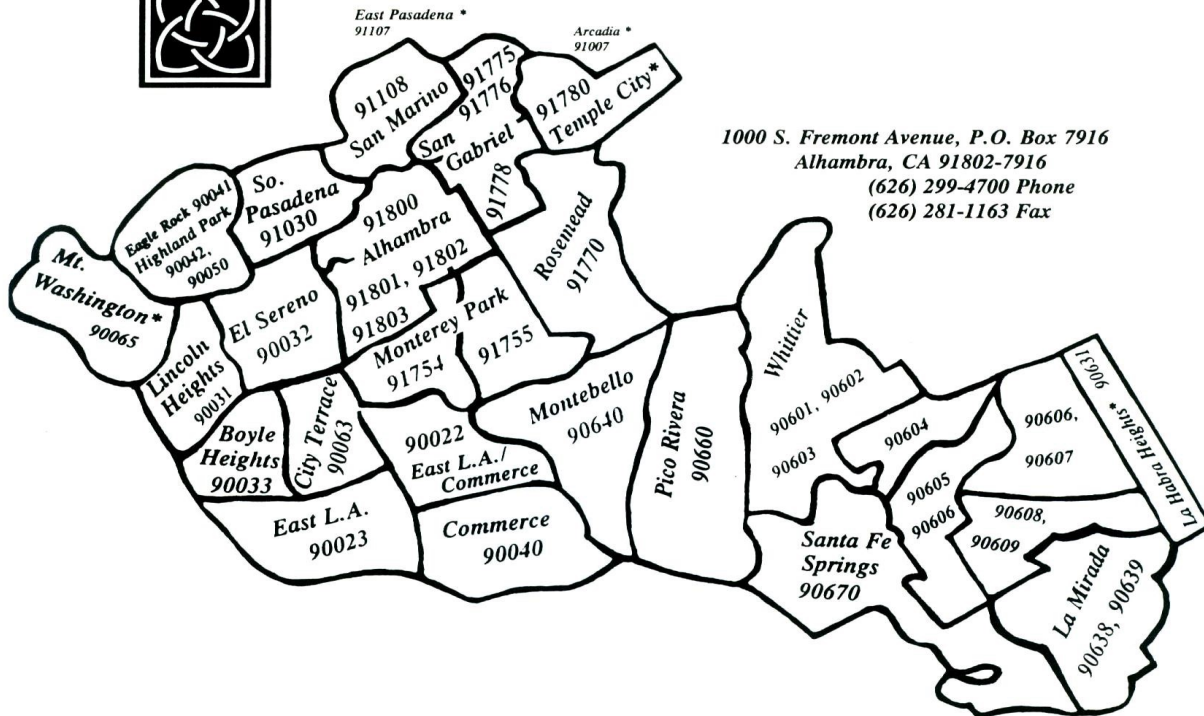 East Pasadena *
91107
Arcadia *
91007
91108
San Marino
91775
91776
San
Gabriel
91778
91780
Temple City*
1000 S. Fremont Avenue, P.O. Box 7916
Alhambra, CA 91802-7916
(626) 299-4700 Phone
(626) 281-1163 Fax
Eagle Rock 90041
Highland Park
90042,
90050
So.
Pasadena
91030
91800
Alhambra
91801, 91802
91803
Rosemead
91770
Mt.
Washington*
90065
El Sereno
90032
Lincoln
Heights
90031
Monterey Park
91754
91755
Whittier
90601, 90602
90603
90604
90605
90606
90606,
90607
90608,
90609
La Habra Heights* 90631
Boyle
Heights
90033
City Terrace
90063
90022
East L.A./
Commerce
Montebello
90640
Pico Rivera
90660
East L.A.
90023
Commerce
90040
Santa Fe
Springs
90670
La Mirada
90638, 90639